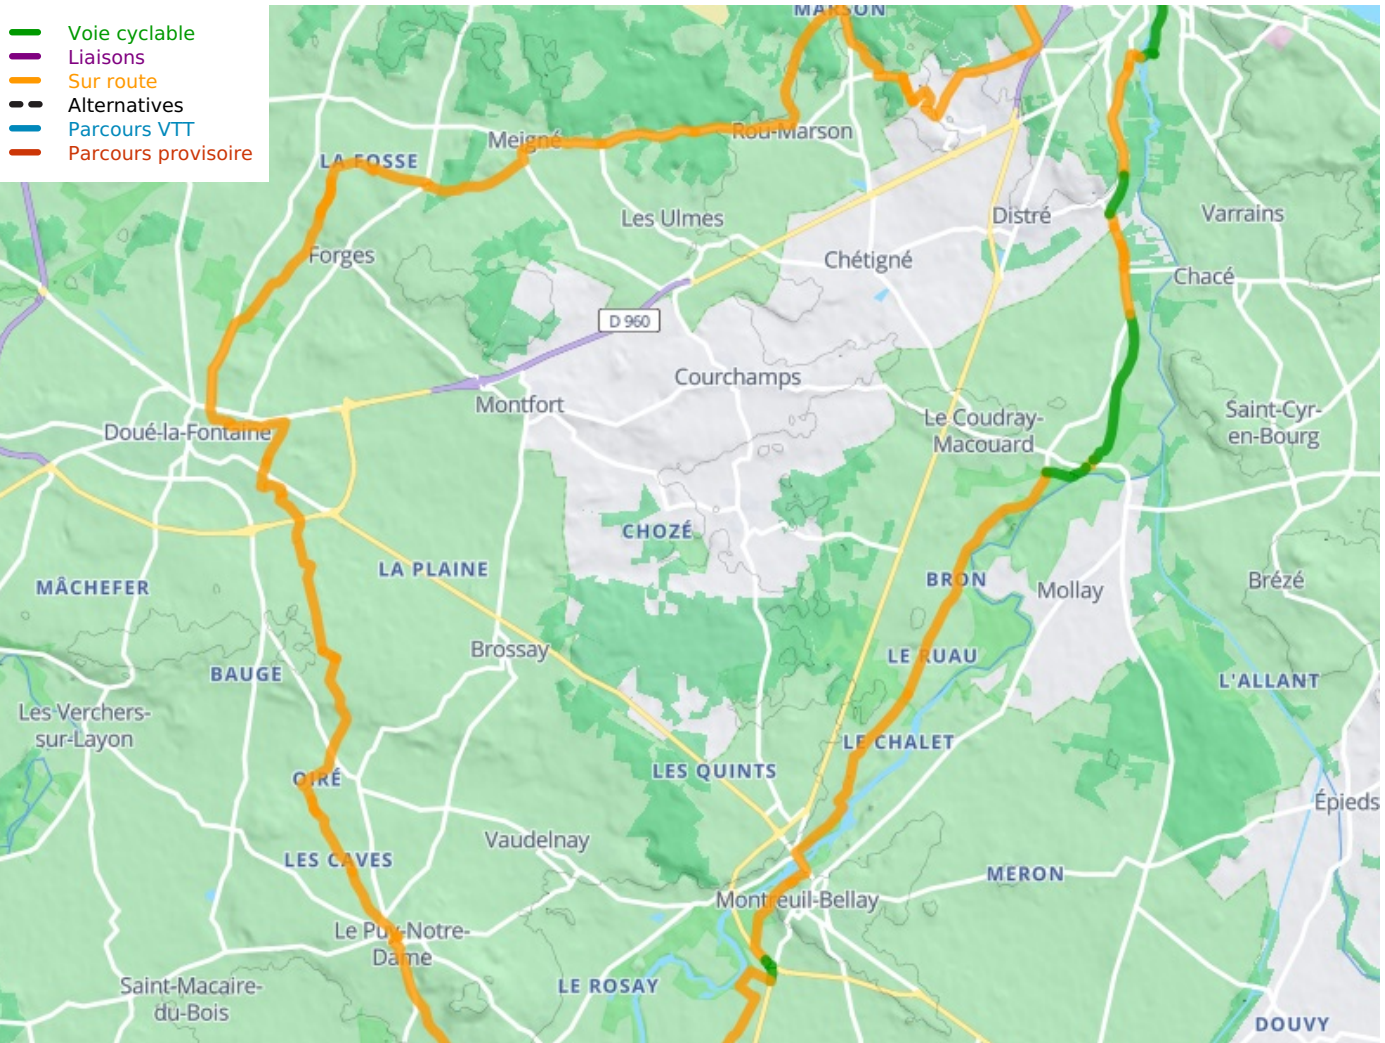 Voie cyclable
Liaisons
Sur route
Alternatives
Parcours VTT
Parcours provisoire
MARSON
Meigné
Rou-Marson
LA FOSSE
Les Ulmes
Distré
Varrains
Forges
Chétigné
Chacé
D 960
Courchamps
Montfort
Doué-la-Fontaine
Le Coudray-
Macouard
Saint-Cyr-
en-Bourg
CHOZÉ
LA PLAINE
MÂCHEFER
BRON
Mollay
Brézé
Brossay
LE RUAU
BAUGE
L'ALLANT
Les Verchers-
sur-Layon
LE CHALET
OIRÉ
LES QUINTS
Épieds
Vaudelnay
LES CAVES
MERON
Montreuil-Bellay
Le Puy-Notre-
Dame
Saint-Macaire-
du-Bois
LE ROSAY
DOUVY